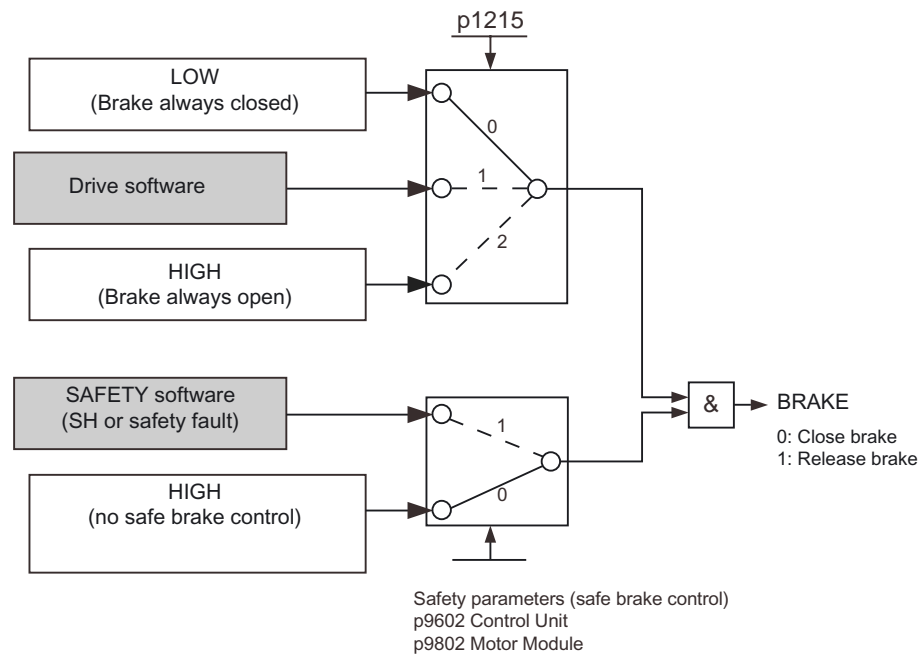 p1215
LOW
(Brake always closed)
0
Drive software
1
2
HIGH
(Brake always open)
SAFETY software
(SH or safety fault)
1
0
HIGH
(no safe brake control)
&
BRAKE
0: Close brake
1: Release brake
Safety parameters (safe brake control)
p9602 Control Unit
p9802 Motor Module